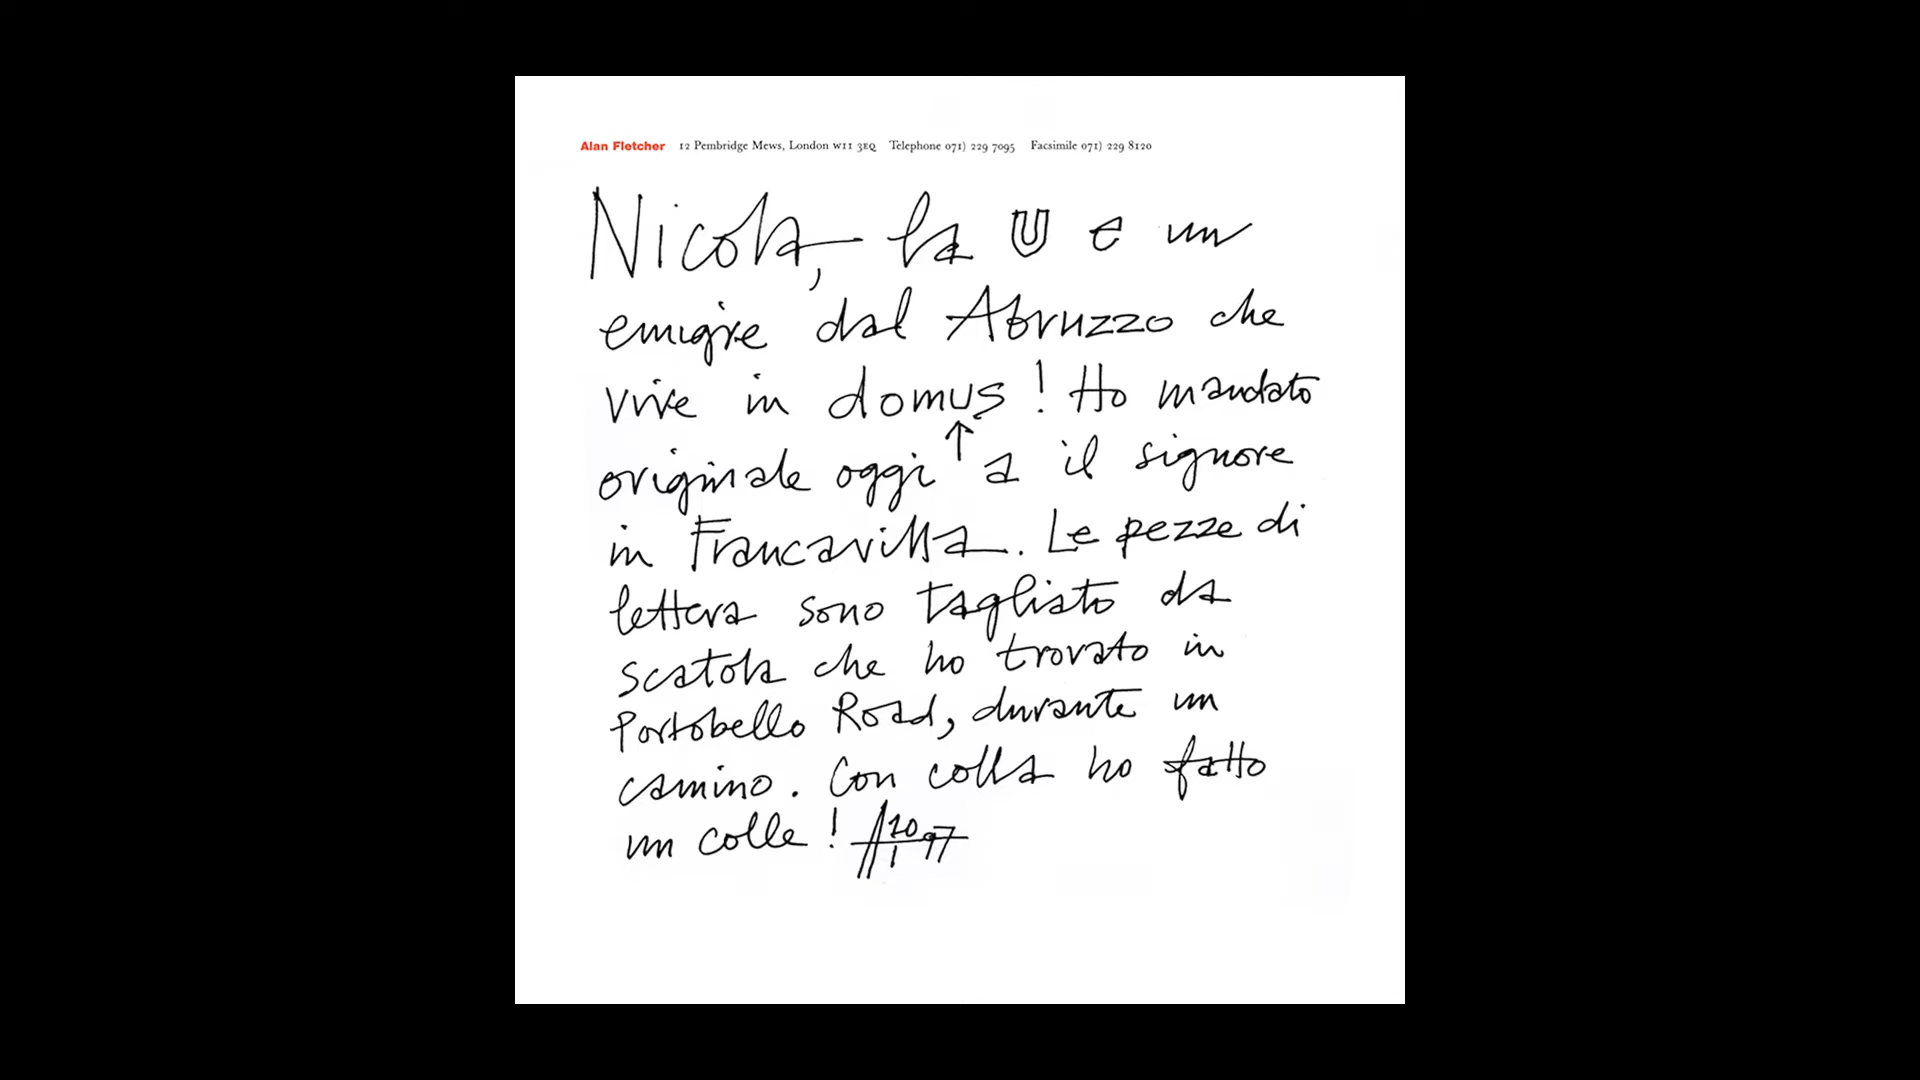 Alan Fletcher 12 Pembridge Mews, London W11 3EQ Telephone 071) 229 7095 Facsimile 071) 229 8120
Nicola, la U e un
emigre dal Abruzzo che
vive in domus! Ho mandato
originale oggi ↑ a il signore
in Francavilla. Le pezze di
lettera sono tagliato da
scatola che ho trovato in
Portobello Road, durante un
camino. Con colla ho fatto
un colle! 20 1 97